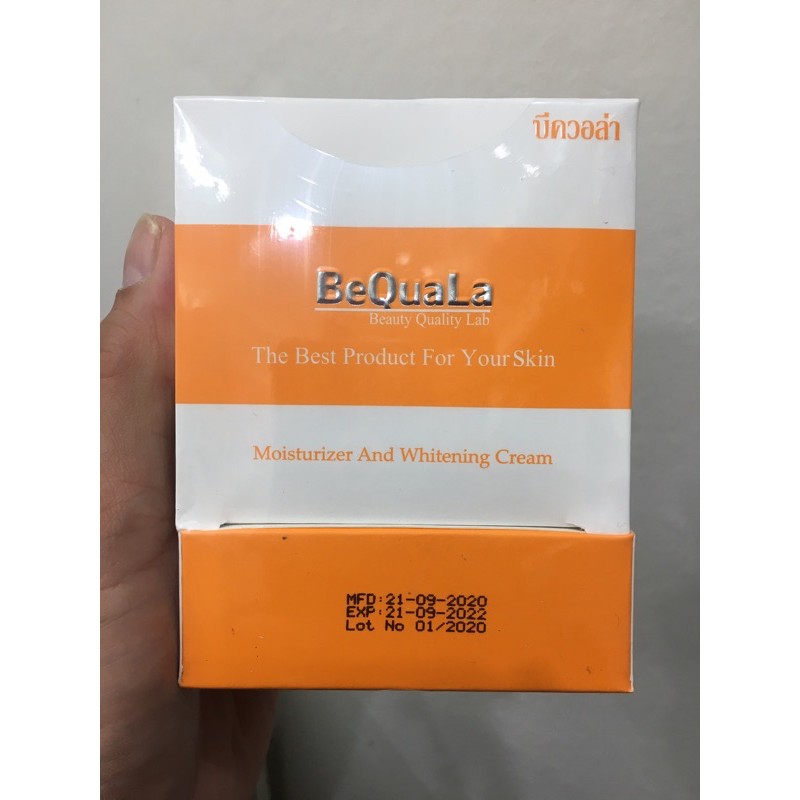 บีควอล่า
BeQuaLa
Beauty Quality Lab
The Best Product For Your Skin
Moisturizer And Whitening Cream
MFD:21-09-2020
EXP:21-09-2022
Lot No 01/2020